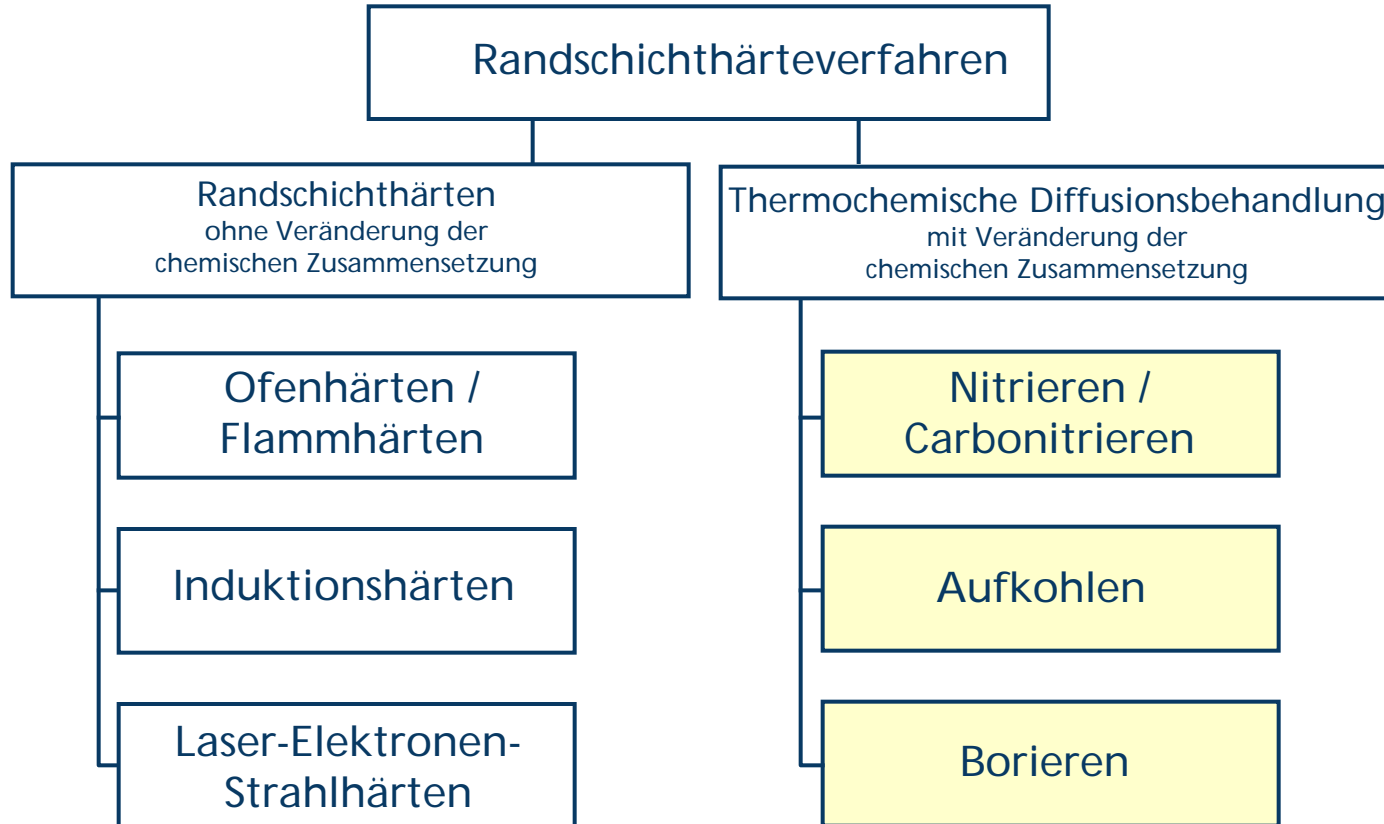 Randschichthärteverfahren
Randschichthärten
ohne Veränderung der
chemischen Zusammensetzung
Thermochemische Diffusionsbehandlung
mit Veränderung der
chemischen Zusammensetzung
Ofenhärten /
Flammhärten
Induktionshärten
Laser-Elektronen-
Strahlhärten
Nitrieren /
Carbonitrieren
Aufkohlen
Borieren